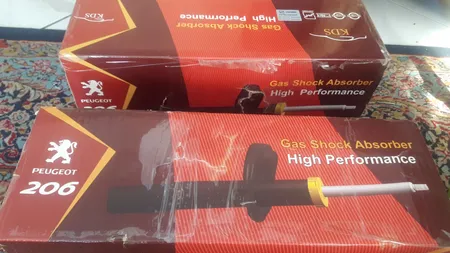 KDS
High Performance
Gas Shock Absorber
KDS
PEUGEOT
206
Gas Shock Absorber
High Performance
PEUGEOT
206
Gas Shock Absorber
High Performance